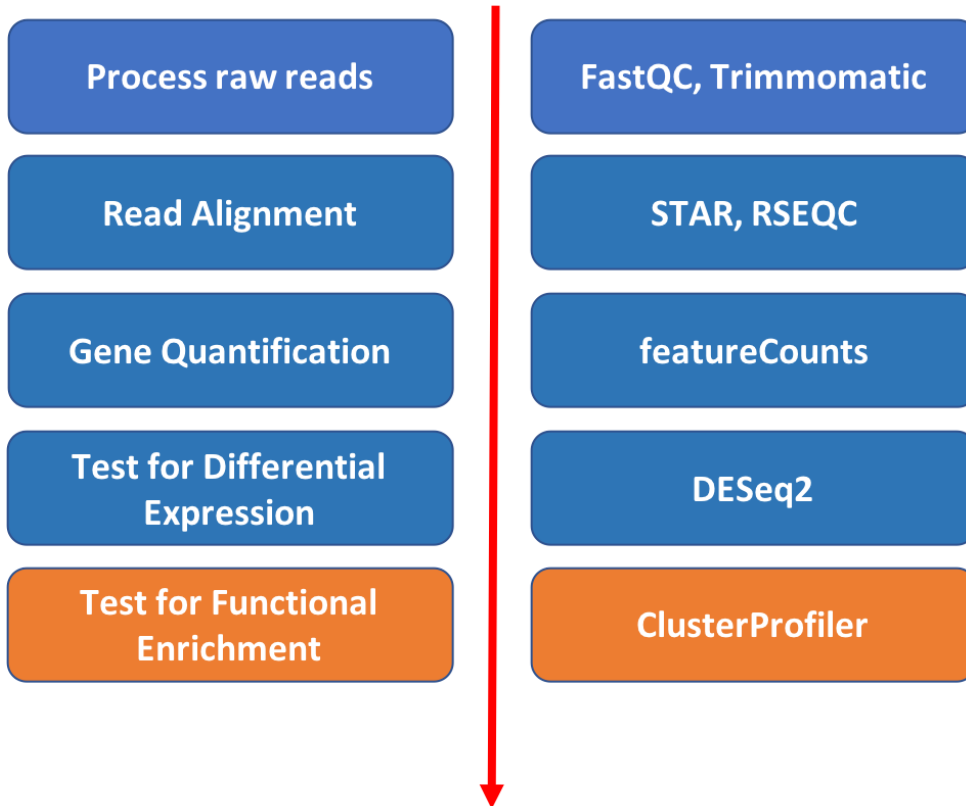 Process raw reads
FastQC, Trimmomatic
Read Alignment
STAR, RSEQC
Gene Quantification
featureCounts
Test for Differential
Expression
DESeq2
Test for Functional
Enrichment
ClusterProfiler